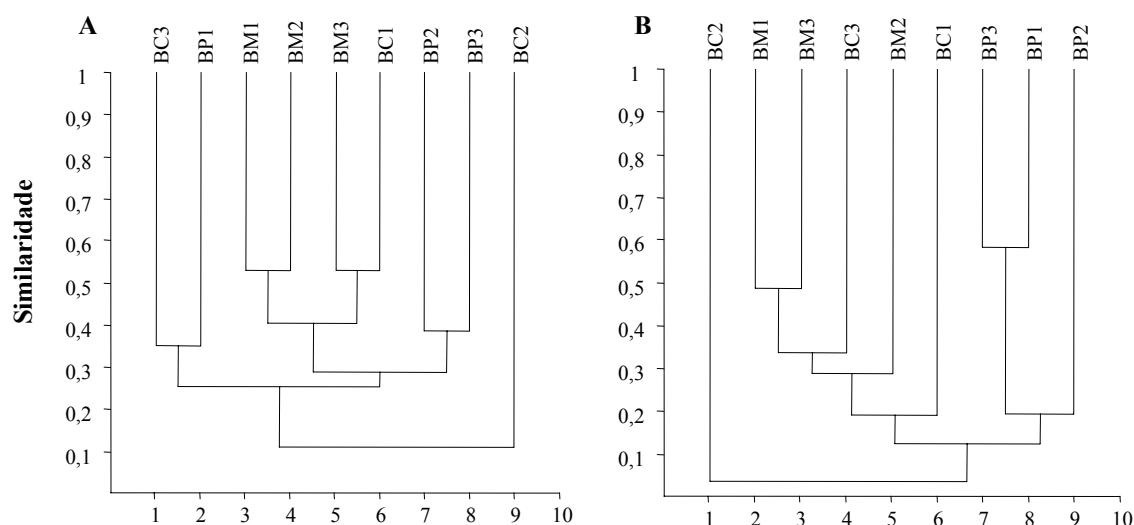 A
BC3
BP1
BM1
BM2
BM3
BC1
BP2
BP3
BC2
1
0,9
0,8
0,7
0,6
0,5
0,4
0,3
0,2
0,1
Similaridade
1 2 3 4 5 6 7 8 9 10
B
BC2
BM1
BM3
BC3
BM2
BC1
BP3
BP1
BP2
1
0,9
0,8
0,7
0,6
0,5
0,4
0,3
0,2
0,1
1 2 3 4 5 6 7 8 9 10